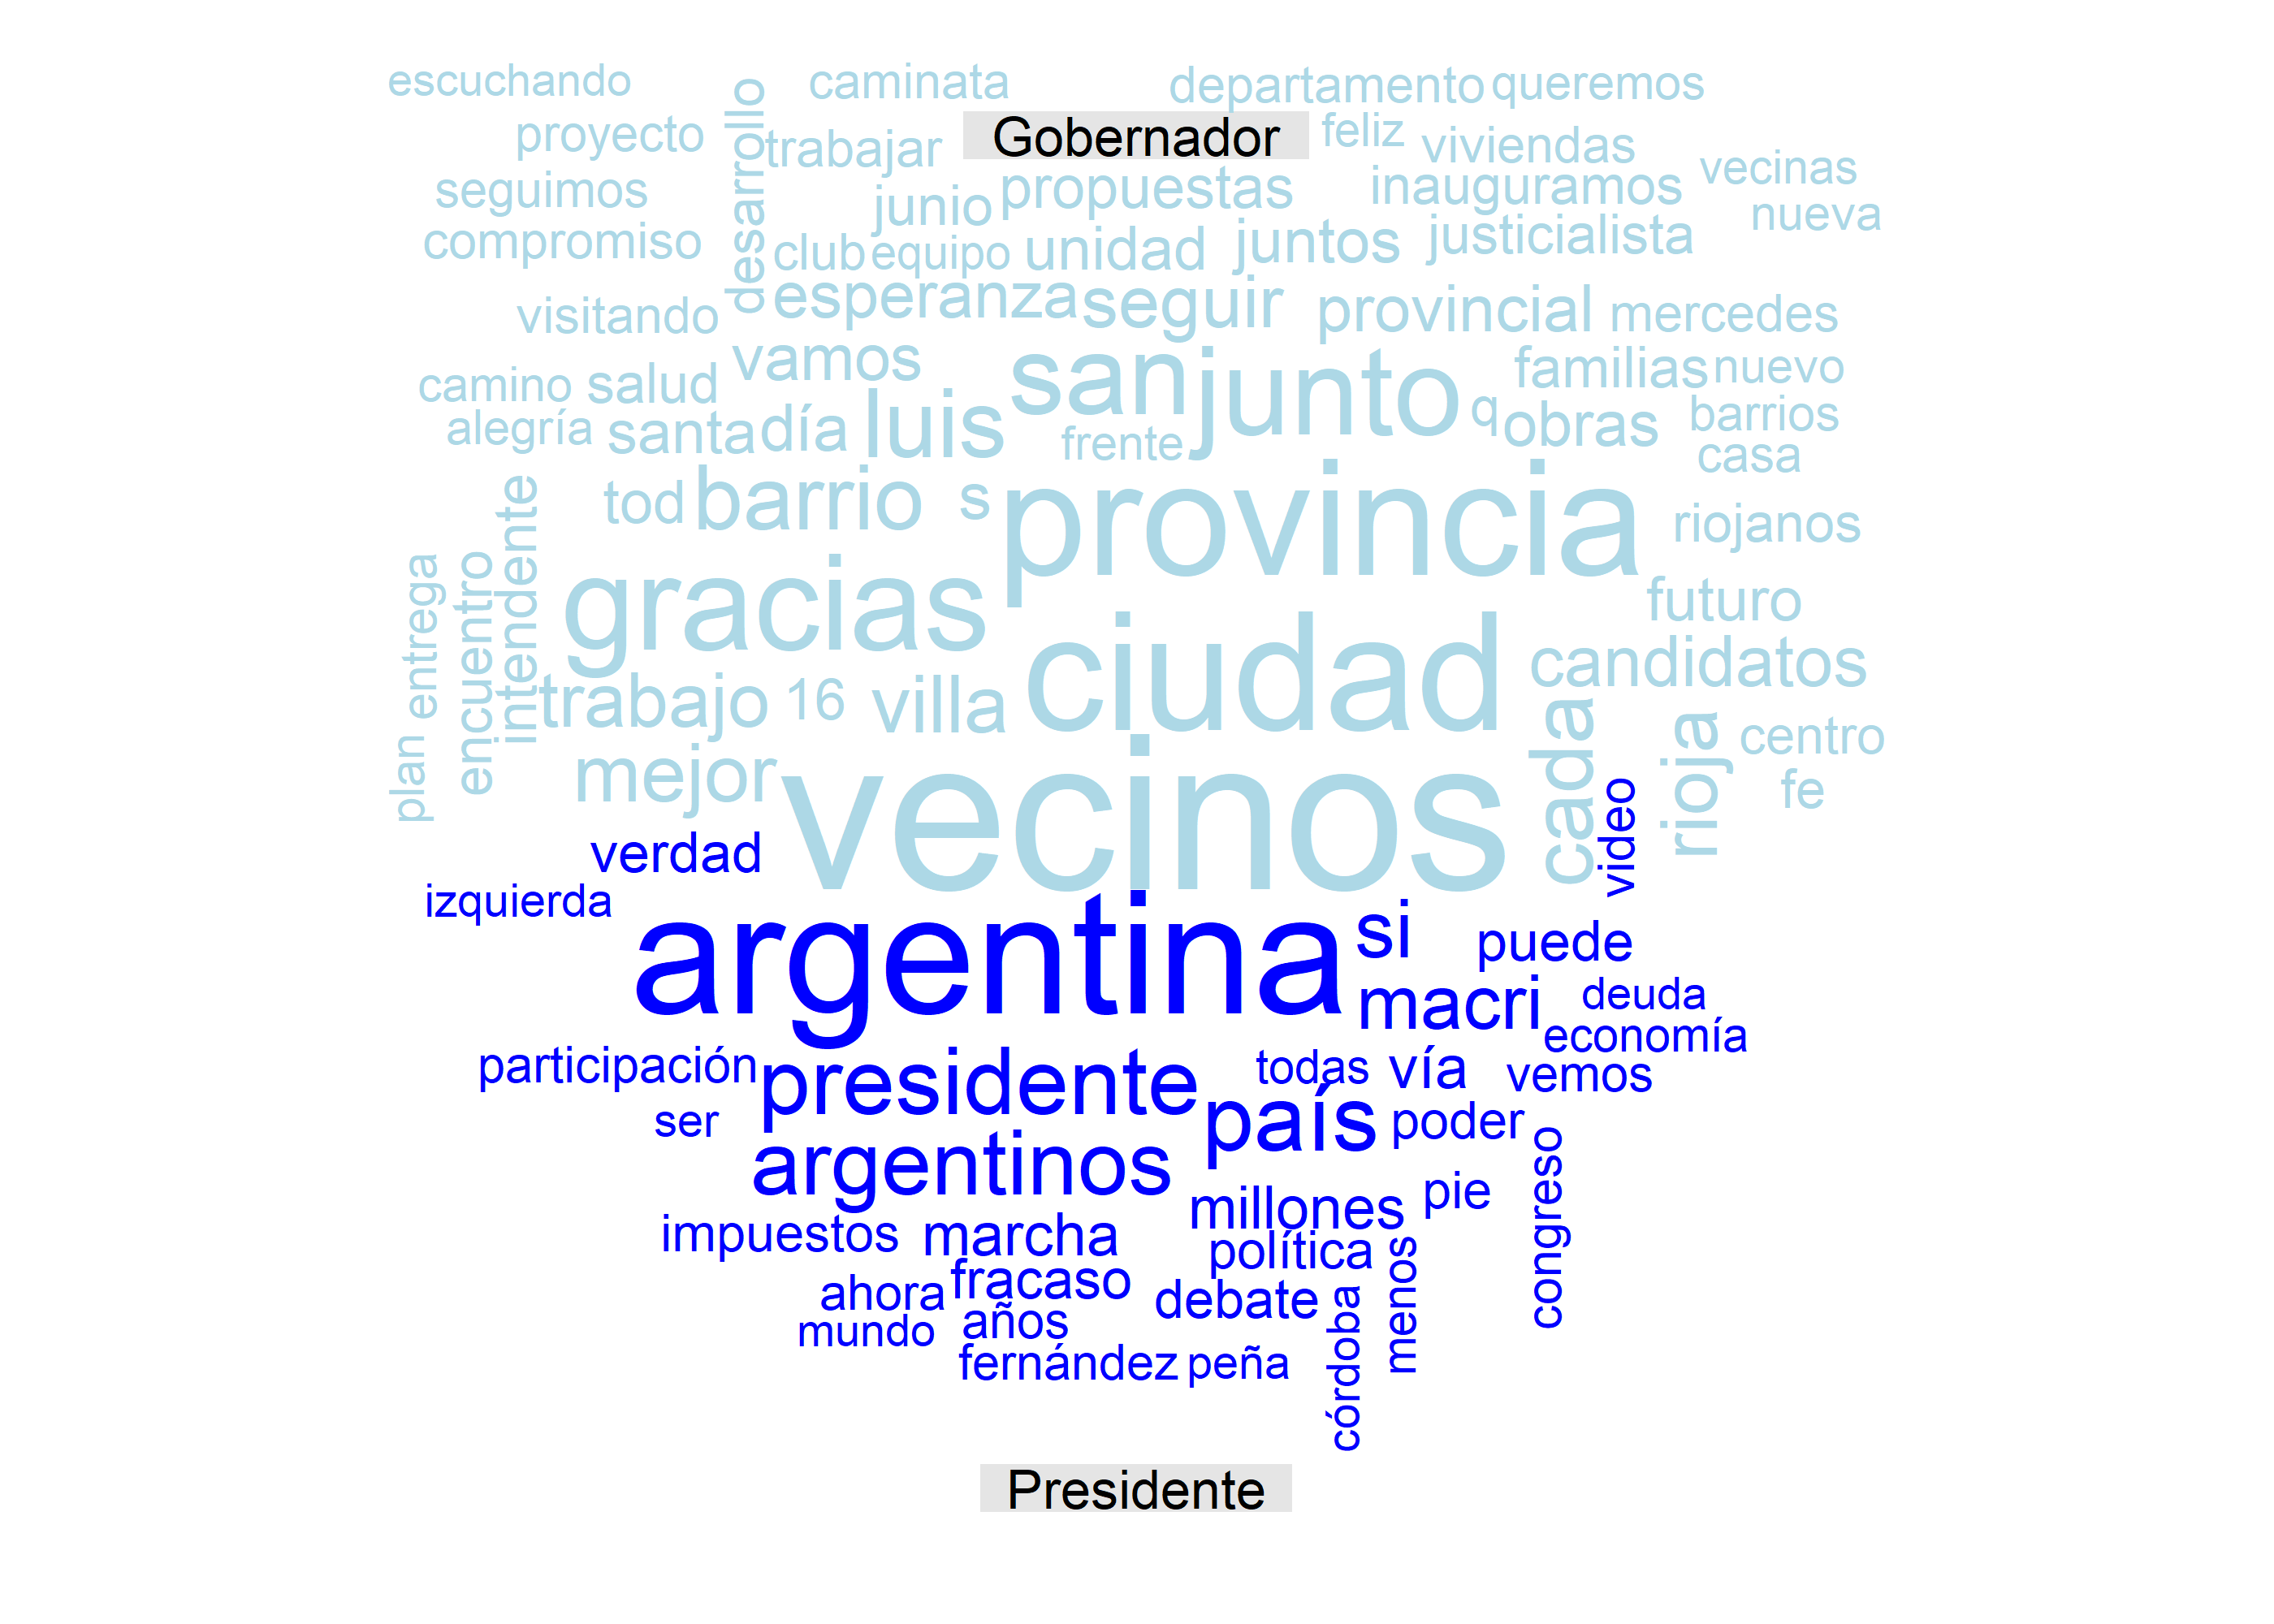 escuchando caminata departamento queremos
proyecto desarrollo trabajar Gobernador feliz viviendas
seguimos junio propuestas inauguramos vecinas
compromiso club equipo unidad juntos justicialista nueva
visitando esperanza seguir provincial mercedes
camino salud vamos san junto familias nuevo
alegría santa día luis frente q obras barrios
casa
tod barrio s provincia riojanos
plan entrega encuentro intendente gracias ciudad futuro
trabajo 16 villa cada candidatos
mejor vecinos rioja centro
fe
verdad video
izquierda argentina si puede
macri deuda
economía
participación presidente todas vía vemos
ser país poder
argentinos congreso
impuestos marcha millones pie
política
ahora fracaso debate menos
mundo años córdoba
fernández peña
Presidente